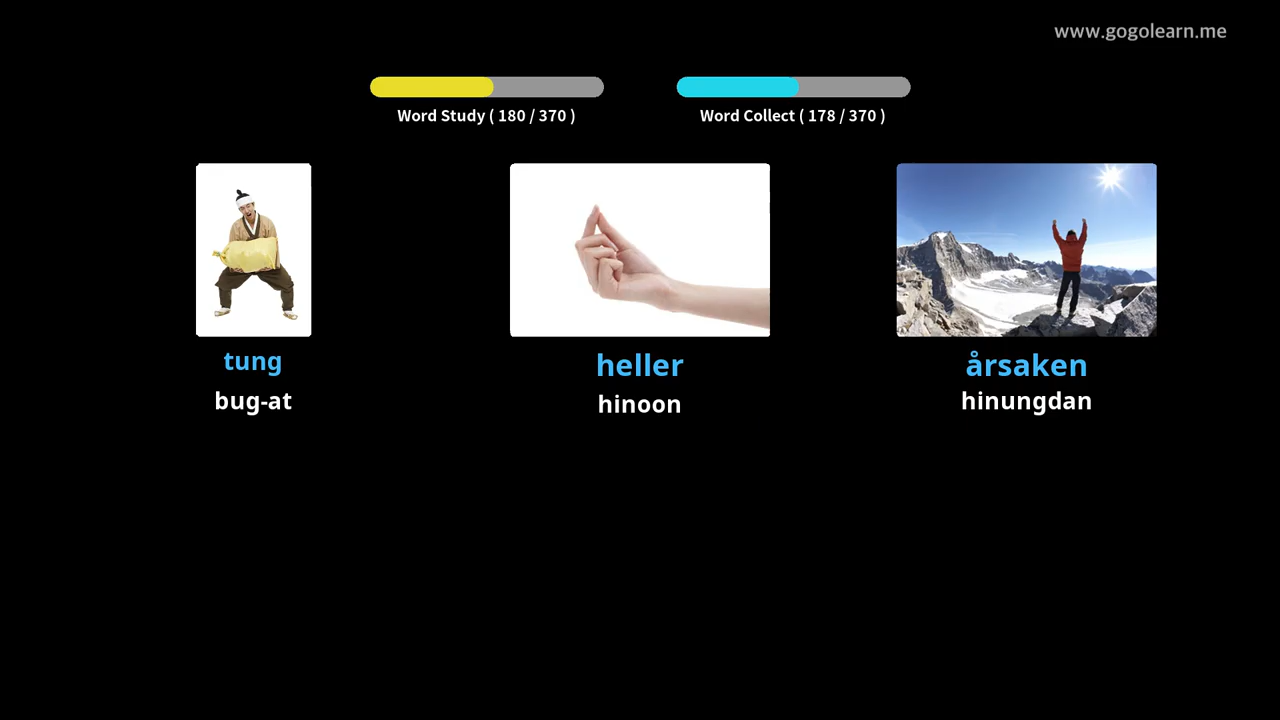 www.gogolearn.me
Word Study ( 180 / 370 )
Word Collect ( 178 / 370 )
tung
bug-at
heller
hinoon
årsaken
hinungdan